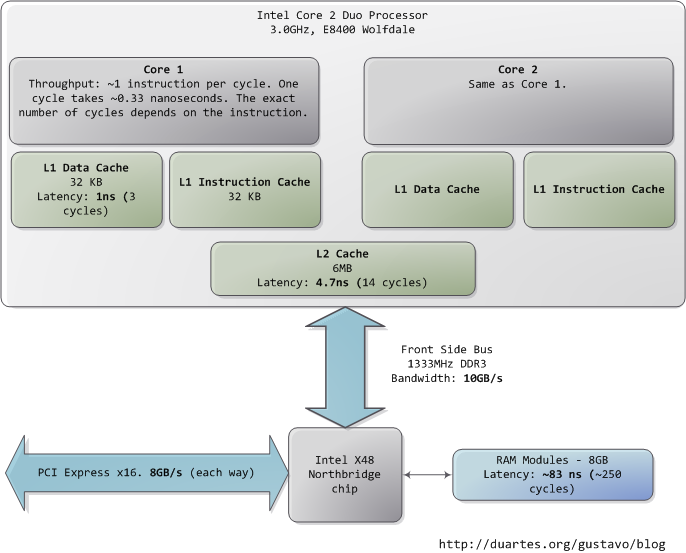 Intel Core 2 Duo Processor
3.0GHz, E8400 Wolfdale
Core 1
Throughput: ~1 instruction per cycle. One
cycle takes ~0.33 nanoseconds. The exact
number of cycles depends on the instruction.
Core 2
Same as Core 1.
L1 Data Cache
32 KB
Latency: 1ns (3
cycles)
L1 Instruction Cache
32 KB
L1 Data Cache
L1 Instruction Cache
L2 Cache
6MB
Latency: 4.7ns (14 cycles)
Front Side Bus
1333MHz DDR3
Bandwidth: 10GB/s
PCI Express x16. 8GB/s (each way)
Intel X48
Northbridge
chip
RAM Modules - 8GB
Latency: ~83 ns (~250
cycles)
http://duartes.org/gustavo/blog